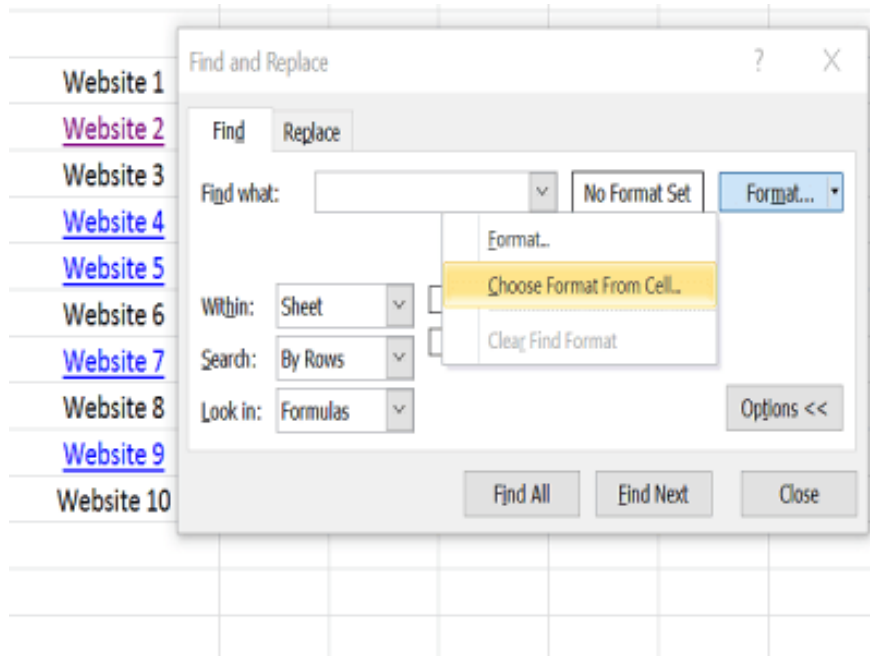 Find and Replace ?
Website 1
Website 2
Find Replace
Website 3
Find what: No Format Set Format...
Website 4
Format...
Website 5
Choose Format From Cell...
Website 6
Within: Sheet
Clear Find Format
Website 7
Search: By Rows
Website 8
Look in: Formulas Options <<
Website 9
Website 10
Find All Find Next Close